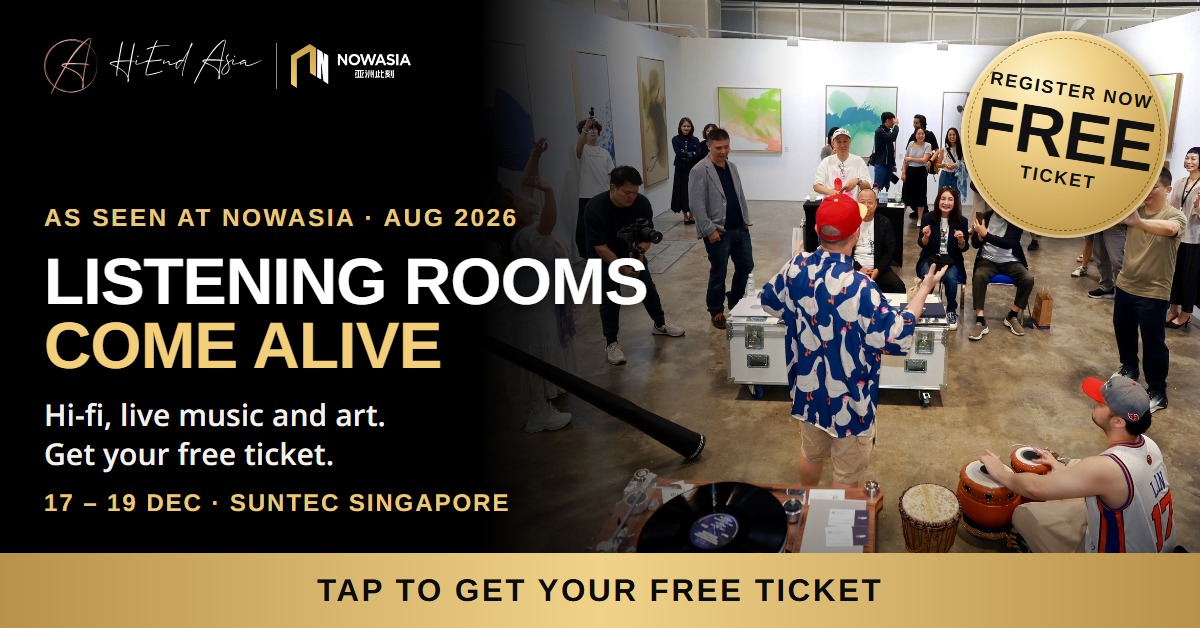 HiEnd Asia
NOWASIA
亚洲此刻
REGISTER NOW
FREE
TICKET
AS SEEN AT NOWASIA · AUG 2026
LISTENING ROOMS
COME ALIVE
Hi-fi, live music and art.
Get your free ticket.
17 – 19 DEC · SUNTEC SINGAPORE
LIN
17
TAP TO GET YOUR FREE TICKET